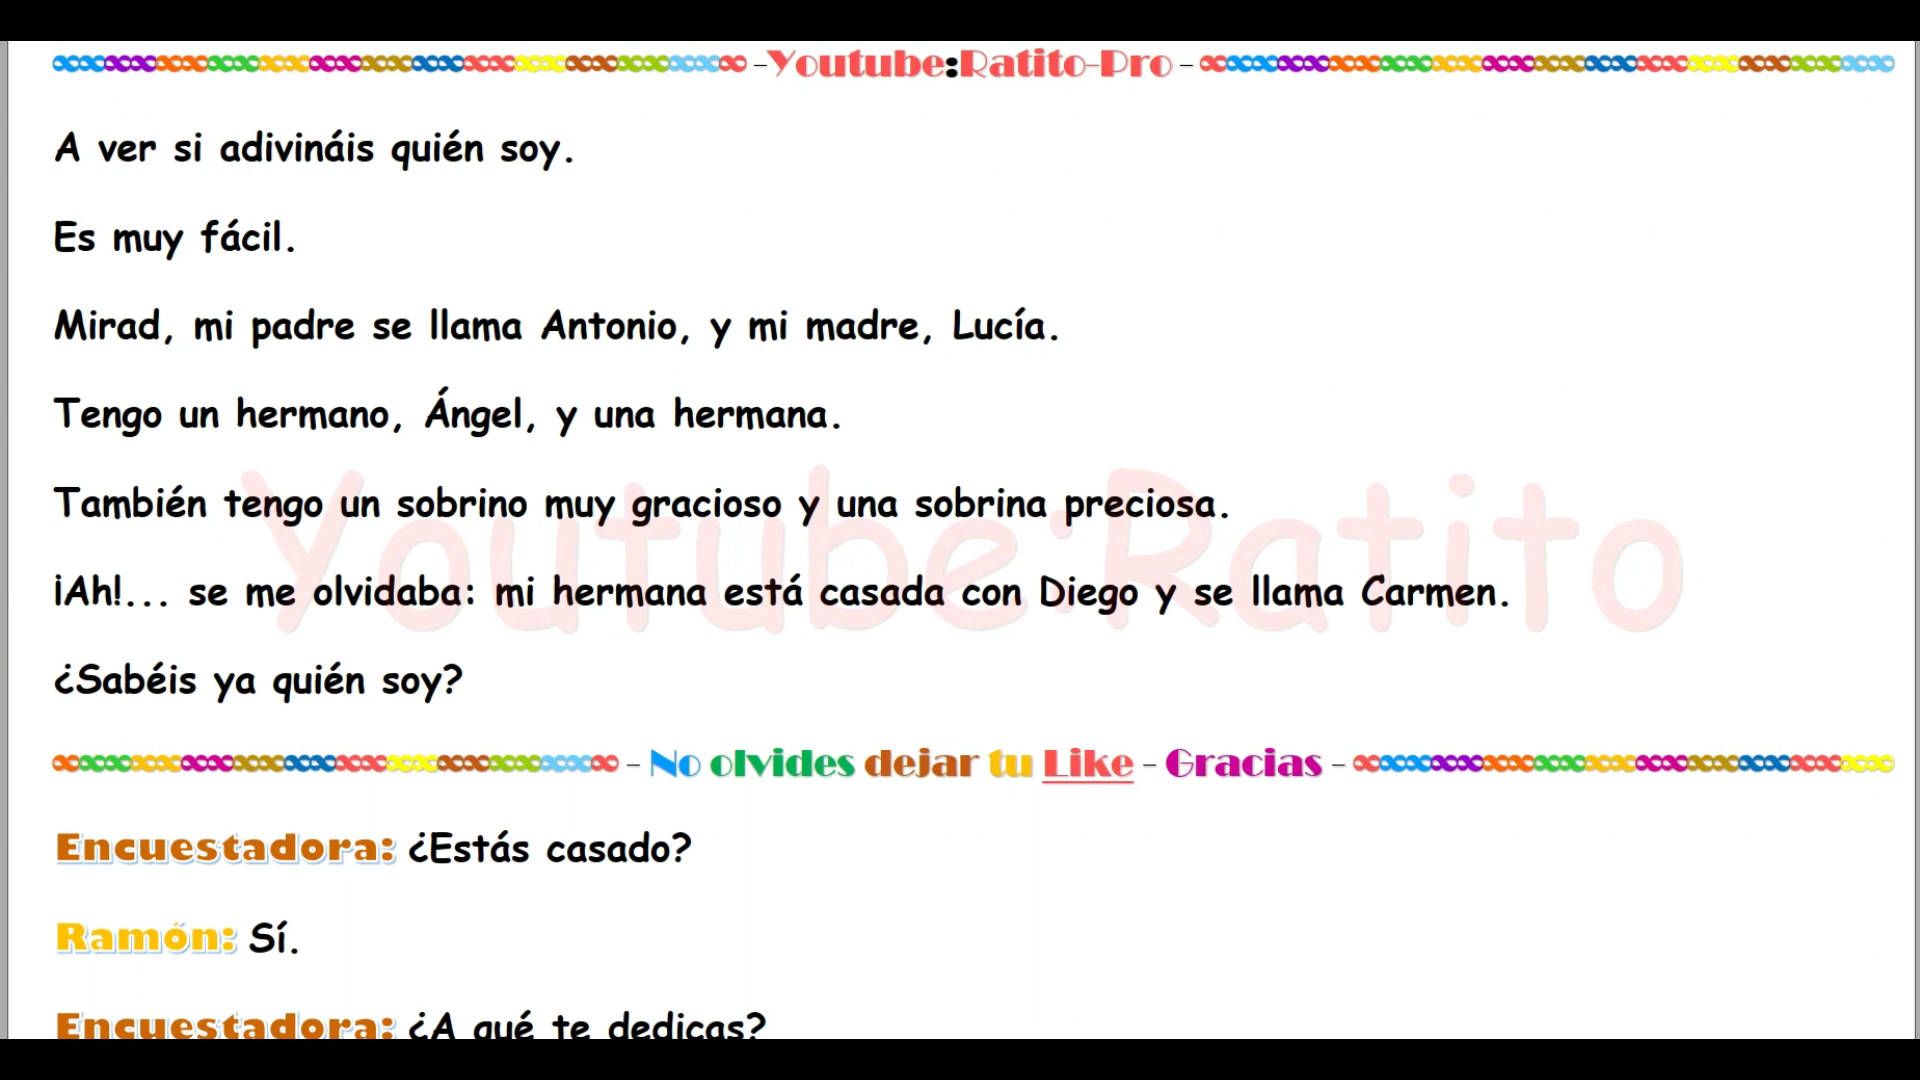 -Youtube:Ratito-Pro -
A ver si adivináis quién soy.
Es muy fácil.
Mirad, mi padre se llama Antonio, y mi madre, Lucía.
Tengo un hermano, Ángel, y una hermana.
También tengo un sobrino muy gracioso y una sobrina preciosa.
Youtube:Ratito
¡Ah!... se me olvidaba: mi hermana está casada con Diego y se llama Carmen.
¿Sabéis ya quién soy?
- No olvides dejar tu Like - Gracias -
Encuestadora: ¿Estás casado?
Ramón: Sí.
Encuestadora: ¿A qué te dedicas?